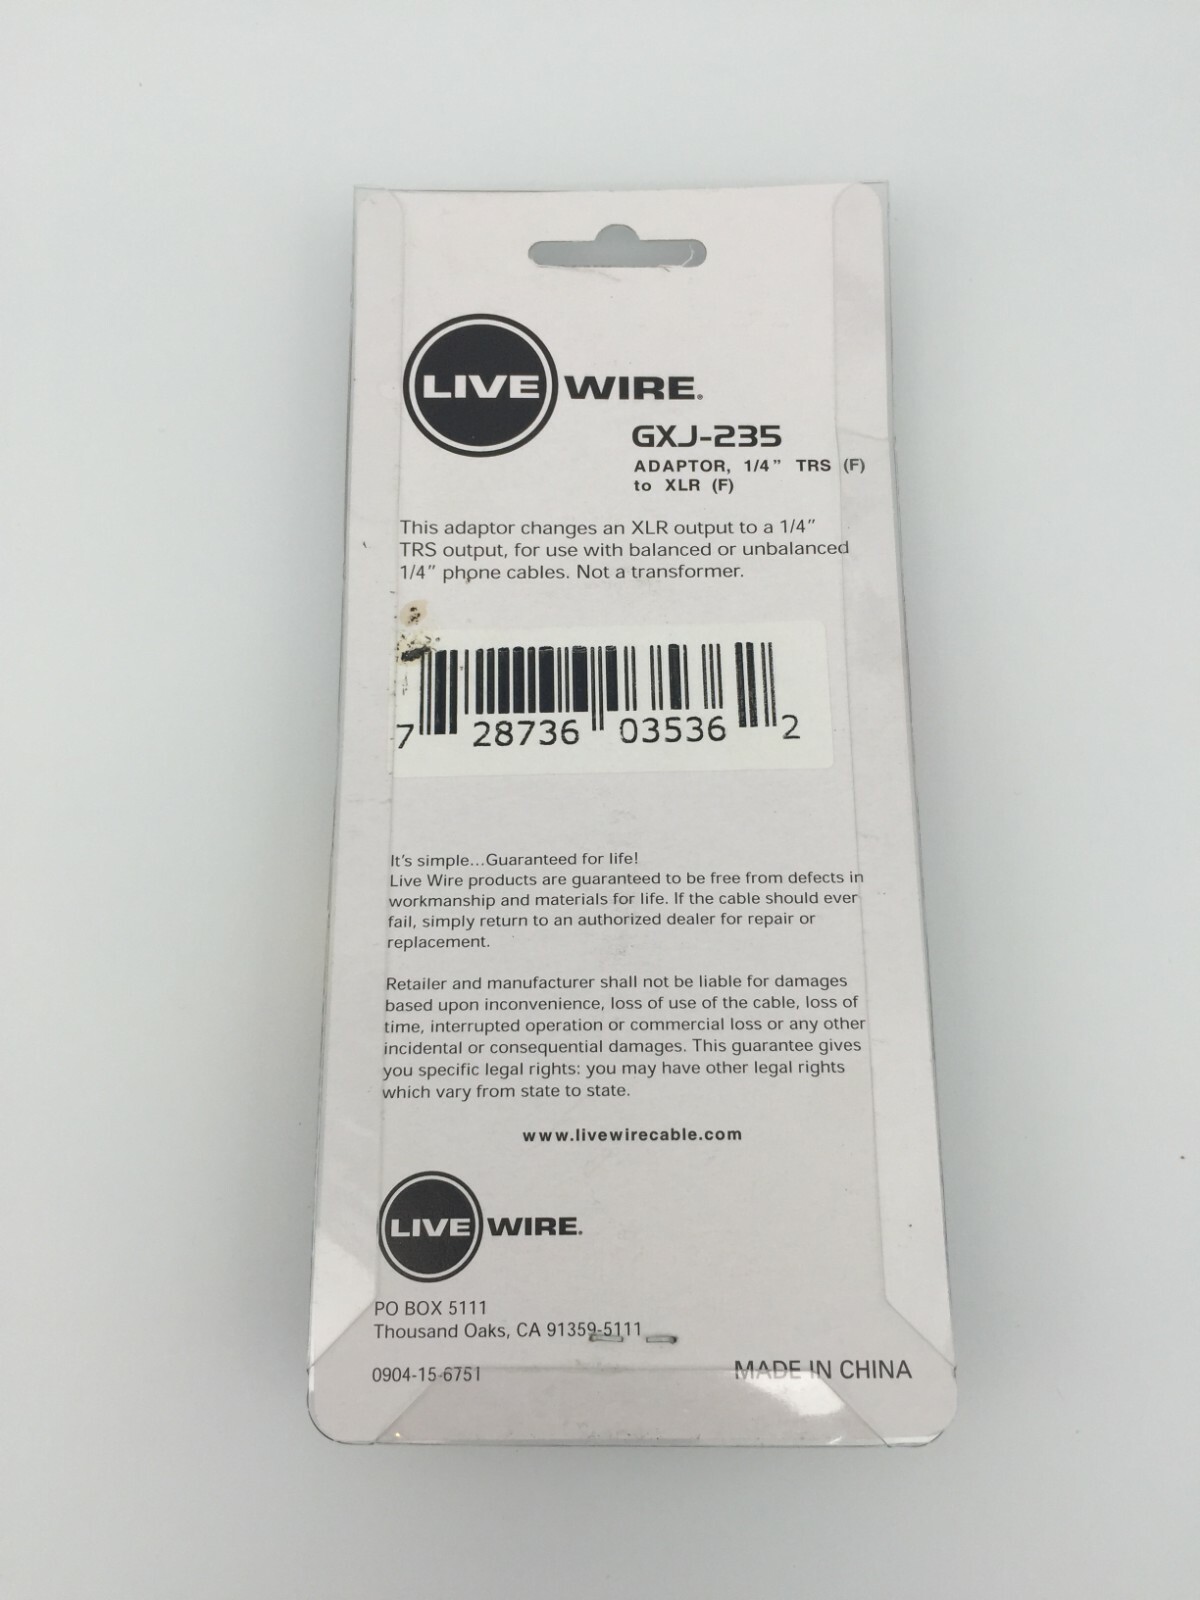 LIVE WIRE®
GXJ-235
ADAPTOR, 1/4" TRS (F)
to XLR (F)
This adaptor changes an XLR output to a 1/4"
TRS output, for use with balanced or unbalanced
1/4" phone cables. Not a transformer.
7 28736 03536 2
It's simple...Guaranteed for life!
Live Wire products are guaranteed to be free from defects in
workmanship and materials for life. If the cable should ever
fail, simply return to an authorized dealer for repair or
replacement.
Retailer and manufacturer shall not be liable for damages
based upon inconvenience, loss of use of the cable, loss of
time, interrupted operation or commercial loss or any other
incidental or consequential damages. This guarantee gives
you specific legal rights: you may have other legal rights
which vary from state to state.
www.livewirecable.com
LIVE WIRE®
PO BOX 5111
Thousand Oaks, CA 91359-5111
0904-15-6751
MADE IN CHINA